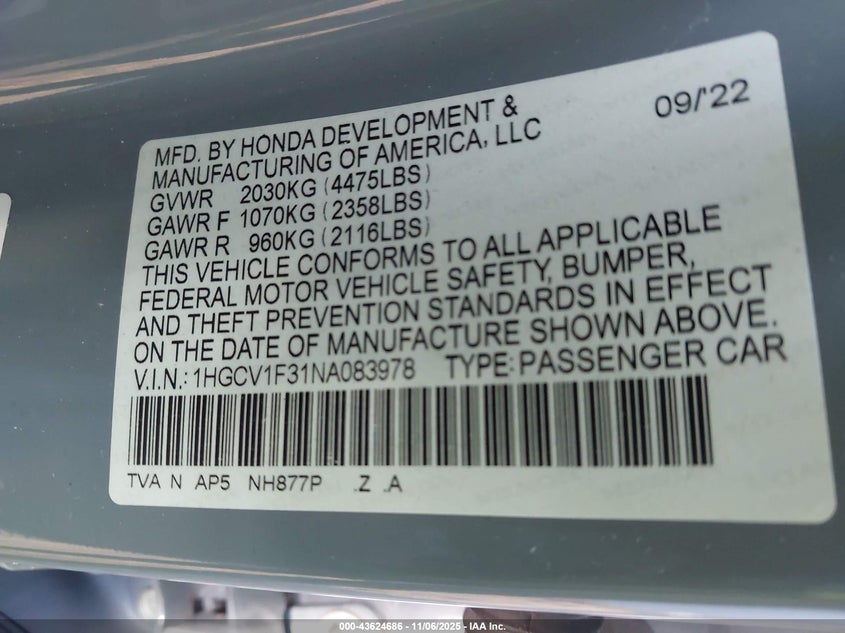 09/'22
MFD. BY HONDA DEVELOPMENT &
MANUFACTURING OF AMERICA, LLC
GVWR 2030KG (4475LBS)
GAWR F 1070KG (2358LBS)
GAWR R 960KG (2116LBS)
THIS VEHICLE CONFORMS TO ALL APPLICABLE
FEDERAL MOTOR VEHICLE SAFETY, BUMPER,
AND THEFT PREVENTION STANDARDS IN EFFECT
ON THE DATE OF MANUFACTURE SHOWN ABOVE.
V.I.N.: 1HGCV1F31NA083978 TYPE: PASSENGER CAR
TVA N AP5 NH877P .Z .A
000-43624686 - 11/06/2025 - IAA Inc.